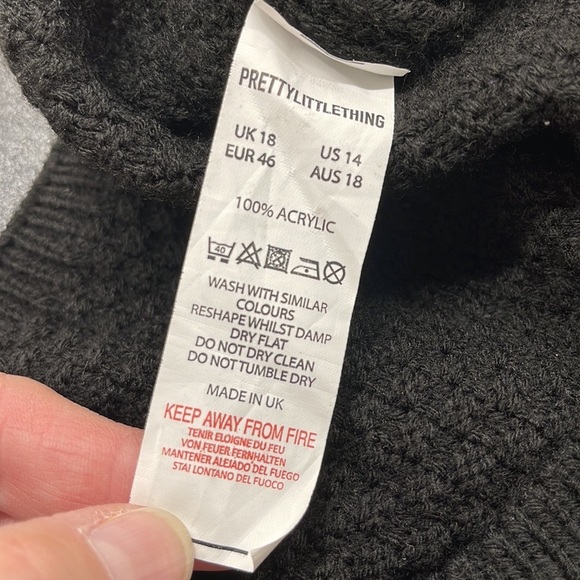 PRETTYLITTLETHING
UK 18 US 14
EUR 46 AUS 18
100% ACRYLIC
40
WASH WITH SIMILAR
COLOURS
RESHAPE WHILST DAMP
DRY FLAT
DO NOT DRY CLEAN
DO NOT TUMBLE DRY
MADE IN UK
KEEP AWAY FROM FIRE
TENIR ELOIGNE DU FEU
VON FEUER FERNHALTEN
MANTENER ALEJADO DEL FUEGO
STAI LONTANO DEL FUOCO